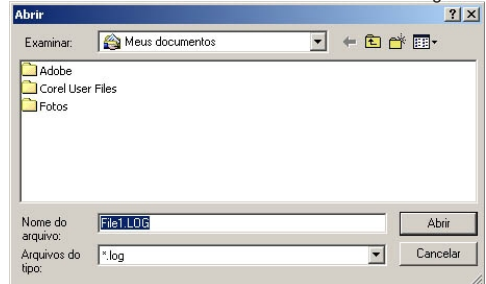 Abrir
Examinar: Meus documentos
Adobe
Corel User Files
Fotos
Nome do arquivo: File1.LOG Abrir
Arquivos do tipo: *.log Cancelar